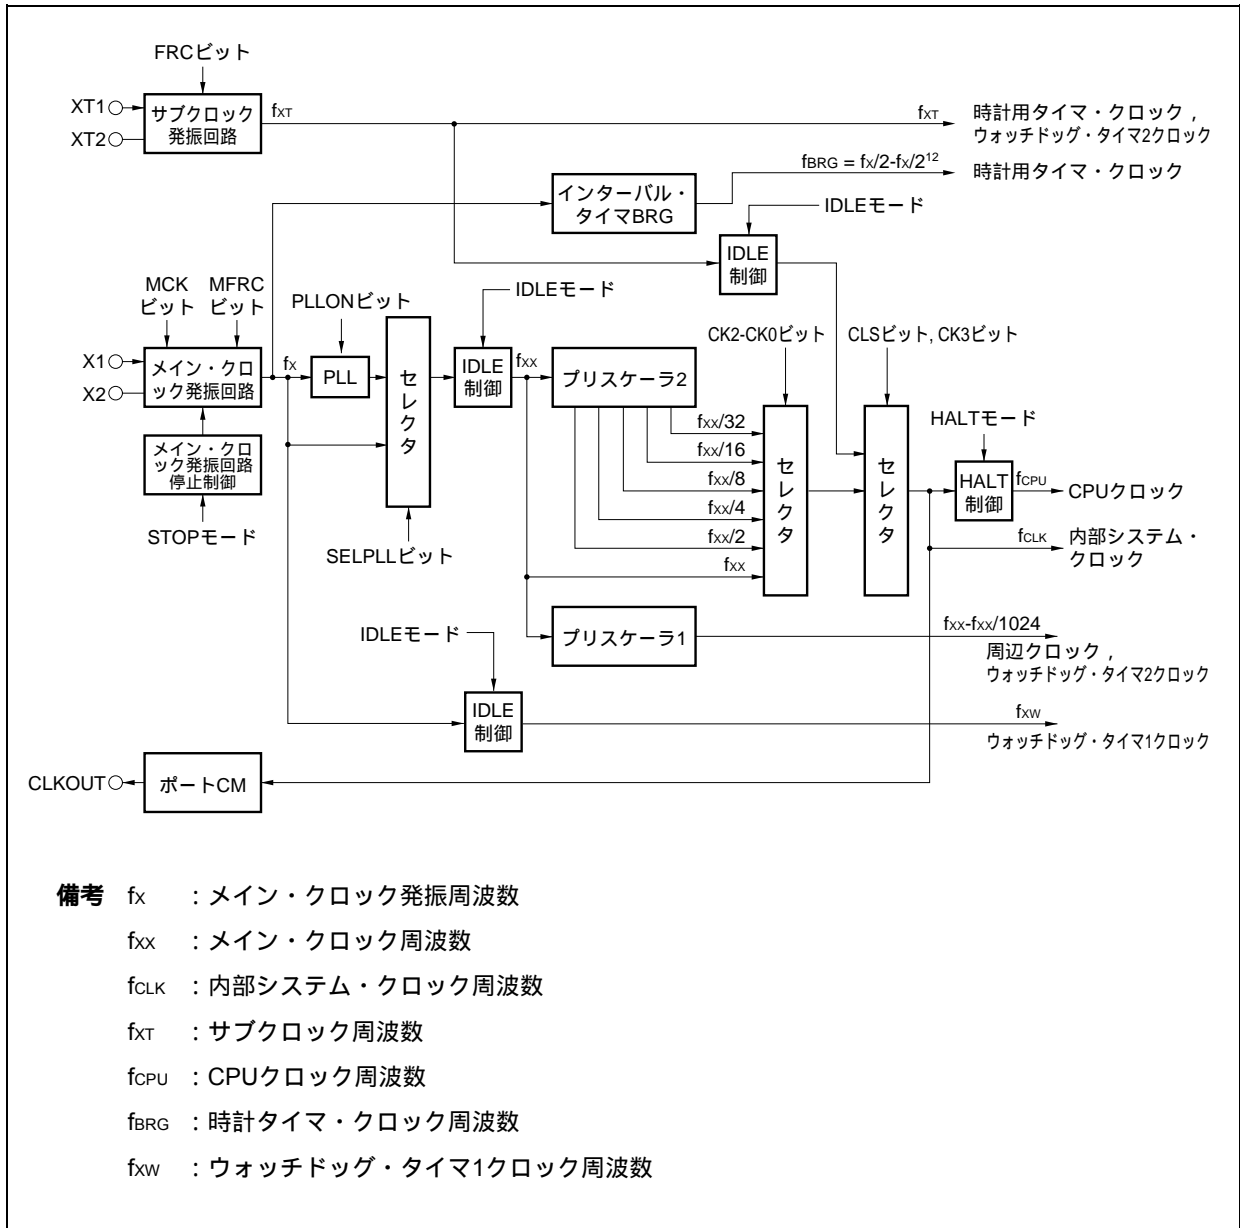 FRCビット
XT1
XT2
サブクロック
発振回路
fXT
fXT
時計用タイマ・クロック，
ウォッチドッグ・タイマ2クロック
fBRG = fX/2-fX/2¹²
時計用タイマ・クロック
インターバル・
タイマBRG
IDLEモード
IDLE
制御
MCK
ビット
MFRC
ビット
PLLONビット
IDLEモード
X1
X2
メイン・クロ
ック発振回路
fX
PLL
セレクタ
IDLE
制御
fXX
プリスケーラ2
CK2-CK0ビット
CLSビット, CK3ビット
メイン・クロ
ック発振回路
停止制御
STOPモード
SELPLLビット
fXX/32
fXX/16
fXX/8
fXX/4
fXX/2
fXX
セレクタ
セレクタ
HALTモード
HALT
制御
fCPU
CPUクロック
fCLK
内部システム・
クロック
プリスケーラ1
fXX-fXX/1024
周辺クロック，
ウォッチドッグ・タイマ2クロック
IDLEモード
IDLE
制御
fXW
ウォッチドッグ・タイマ1クロック
CLKOUT
ポートCM
備考 fX ：メイン・クロック発振周波数
fXX ：メイン・クロック周波数
fCLK ：内部システム・クロック周波数
fXT ：サブクロック周波数
fCPU ：CPUクロック周波数
fBRG ：時計タイマ・クロック周波数
fXW ：ウォッチドッグ・タイマ1クロック周波数